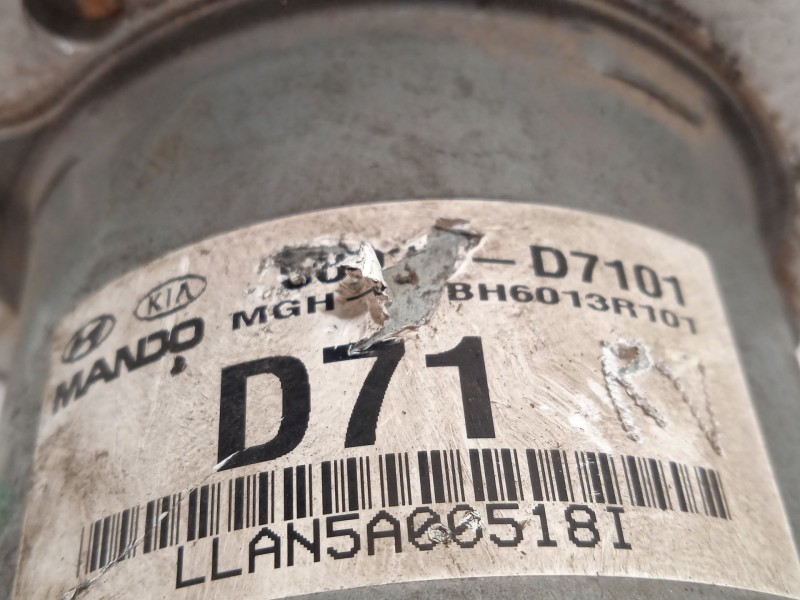 D7101
KIA MGH BH6013R101
MANDO
D71
LLAN5A00518I